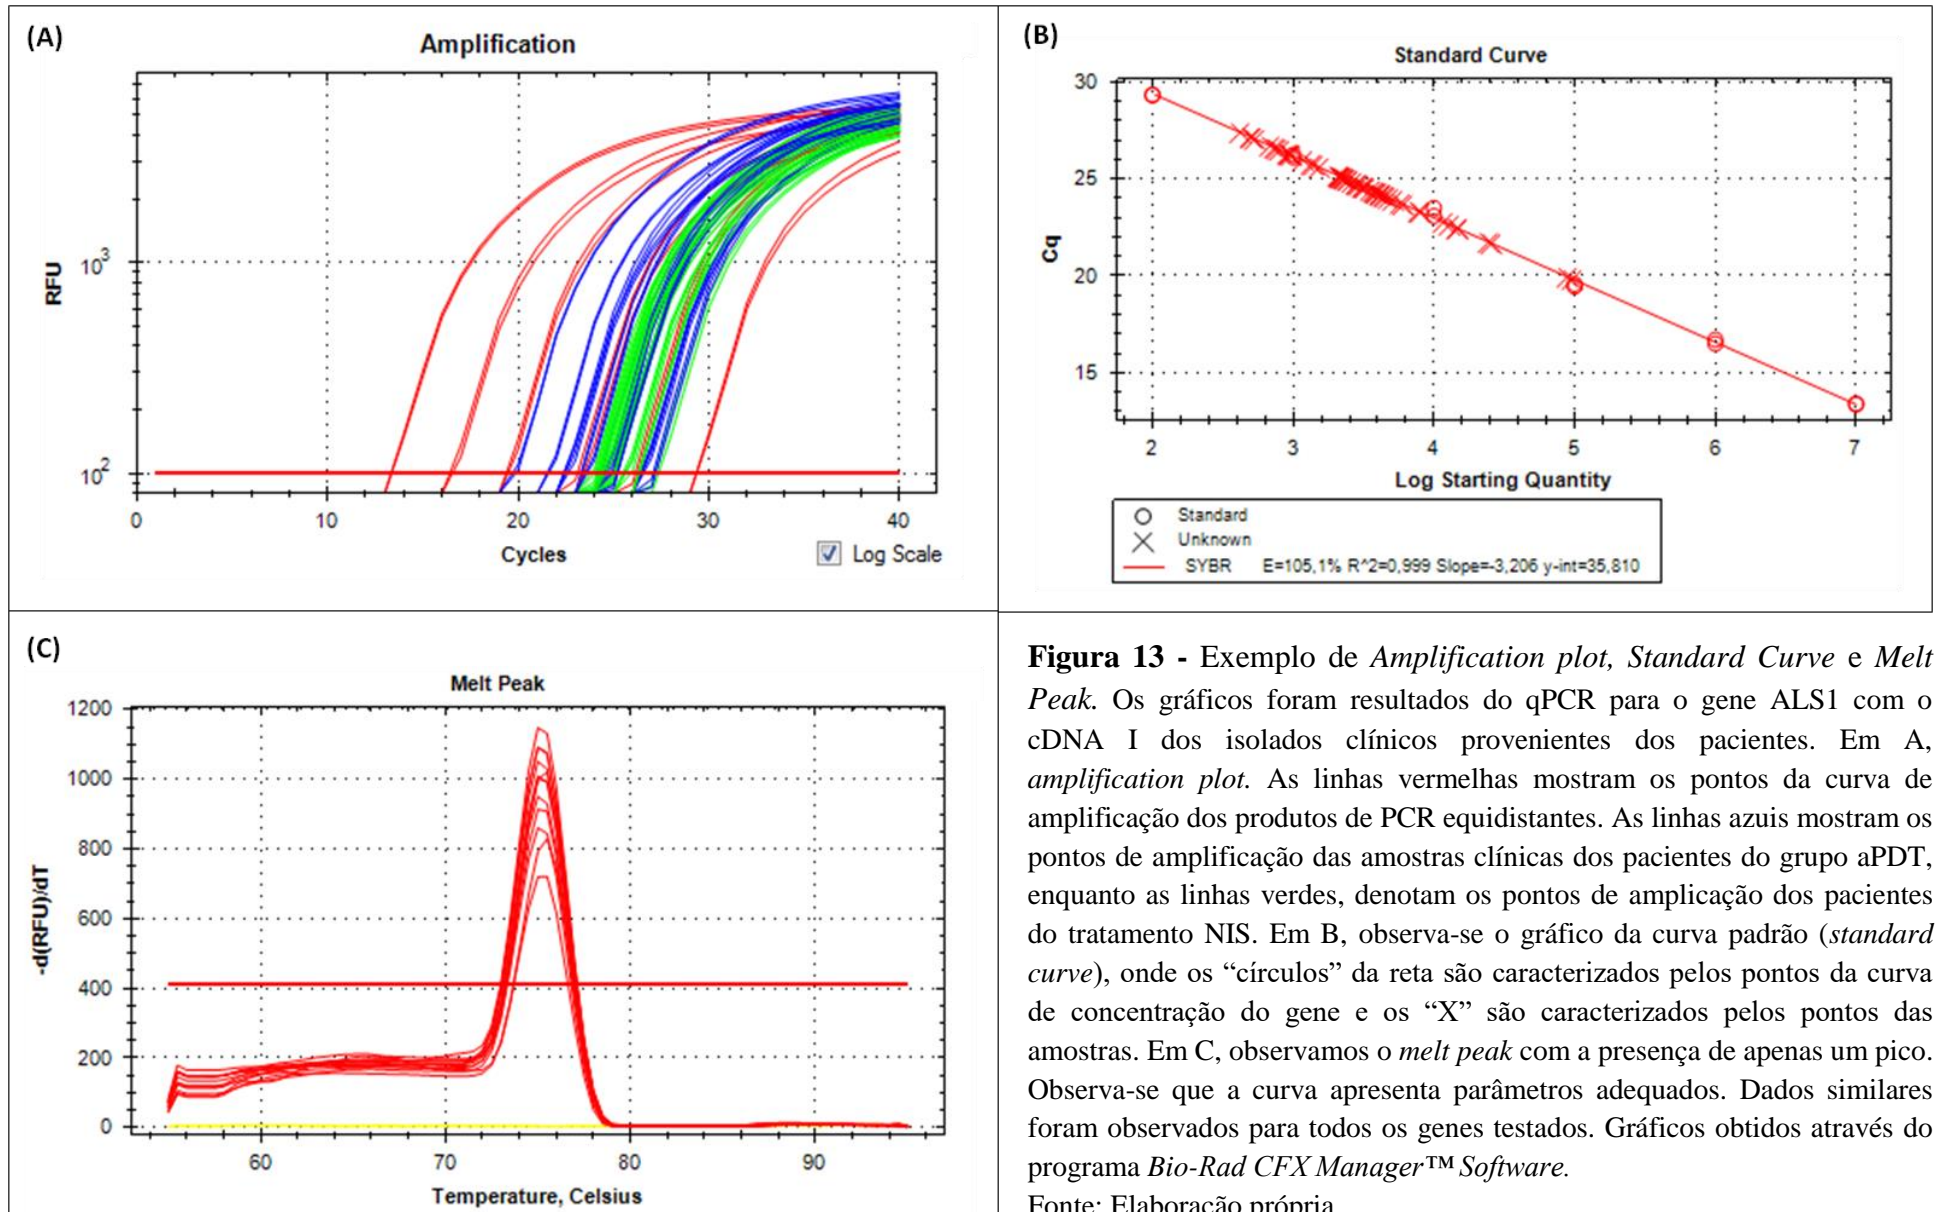 (A)
Amplification
RFU
10^3
10^2
0 10 20 30 40
Cycles
Log Scale
(B)
Standard Curve
Cq
30
25
20
15
2 3 4 5 6 7
Log Starting Quantity
Standard
Unknown
SYBR E=105,1% R^2=0,999 Slope=-3,206 y-int=35,810
(C)
Melt Peak
-d(RFU)/dT
1200
1000
800
600
400
200
0
60 70 80 90
Temperature, Celsius
Figura 13 - Exemplo de Amplification plot, Standard Curve e Melt
Peak. Os gráficos foram resultados do qPCR para o gene ALS1 com o
cDNA I dos isolados clínicos provenientes dos pacientes. Em A,
amplification plot. As linhas vermelhas mostram os pontos da curva de
amplificação dos produtos de PCR equidistantes. As linhas azuis mostram os
pontos de amplificação das amostras clínicas dos pacientes do grupo aPDT,
enquanto as linhas verdes, denotam os pontos de amplicação dos pacientes
do tratamento NIS. Em B, observa-se o gráfico da curva padrão (standard
curve), onde os “círculos” da reta são caracterizados pelos pontos da curva
de concentração do gene e os “X” são caracterizados pelos pontos das
amostras. Em C, observamos o melt peak com a presença de apenas um pico.
Observa-se que a curva apresenta parâmetros adequados. Dados similares
foram observados para todos os genes testados. Gráficos obtidos através do
programa Bio-Rad CFX Manager™ Software.
Fonte: Elaboração própria